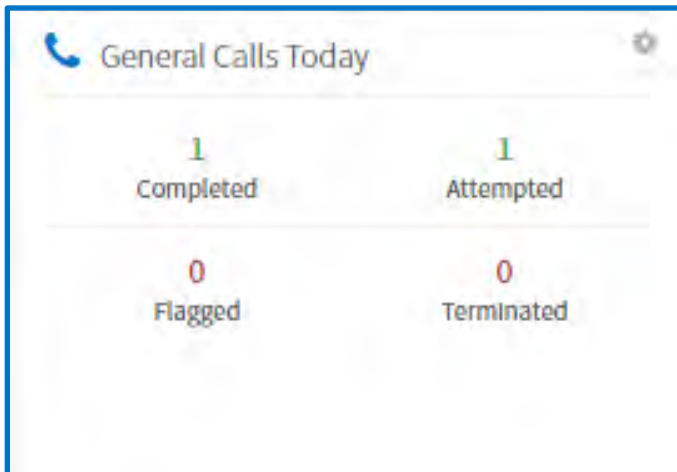 General Calls Today
1 1
Completed Attempted
0 0
Flagged Terminated